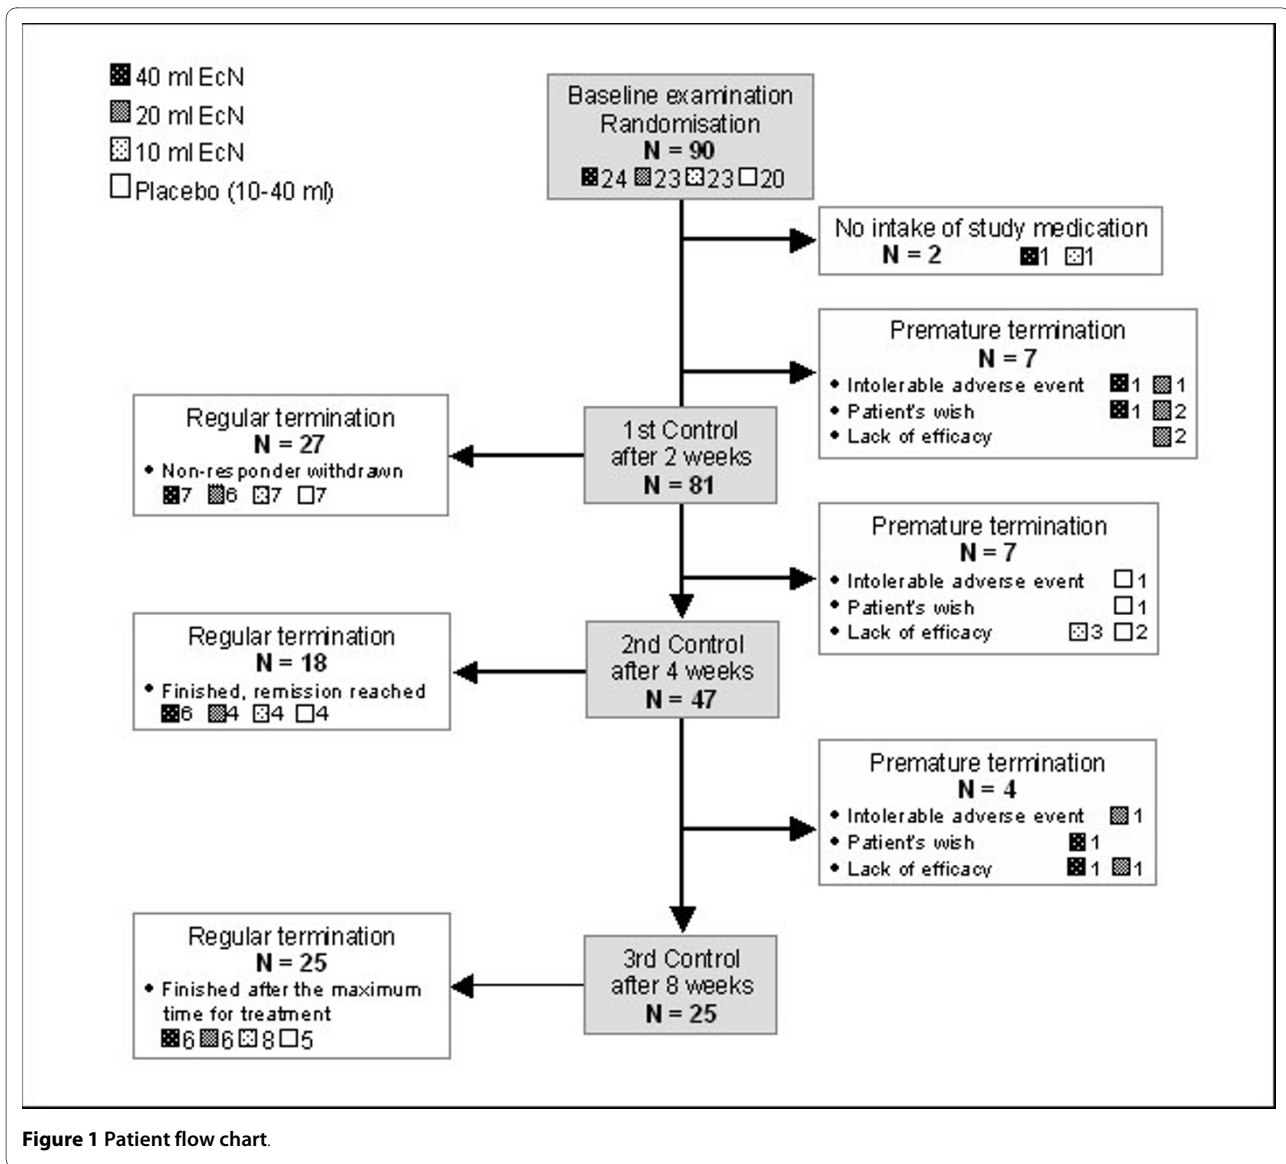 40 ml EcN
20 ml EcN
10 ml EcN
Placebo (10-40 ml)
Baseline examination
Randomisation
N = 90
24 23 23 20
No intake of study medication
N = 2 1 1
Premature termination
N = 7
• Intolerable adverse event 1 1
• Patient's wish 1 2
• Lack of efficacy 2
Regular termination
N = 27
• Non-responder withdrawn
7 6 7 7
1st Control
after 2 weeks
N = 81
Premature termination
N = 7
• Intolerable adverse event 1
• Patient's wish 1
• Lack of efficacy 3 2
Regular termination
N = 18
• Finished, remission reached
6 4 4 4
2nd Control
after 4 weeks
N = 47
Premature termination
N = 4
• Intolerable adverse event 1
• Patient's wish 1
• Lack of efficacy 1 1
Regular termination
N = 25
• Finished after the maximum
time for treatment
6 6 8 5
3rd Control
after 8 weeks
N = 25
Figure 1 Patient flow chart.